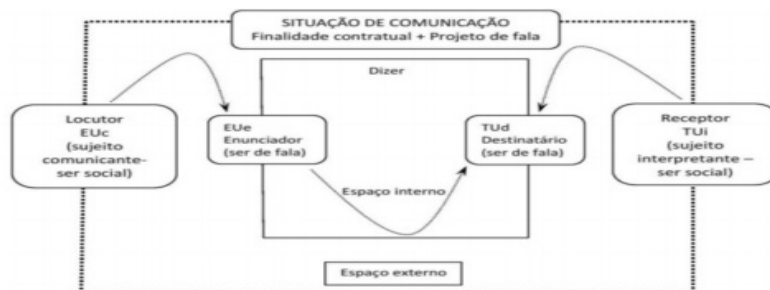 SITUAÇÃO DE COMUNICAÇÃO
Finalidade contratual + Projeto de fala
Dizer
Locutor
EUc
(sujeito
comunicante-
ser social)
EUe
Enunciador
(ser de fala)
TUd
Destinatário
(ser de fala)
Receptor
TUi
(sujeito
interpretante –
ser social)
Espaço interno
Espaço externo